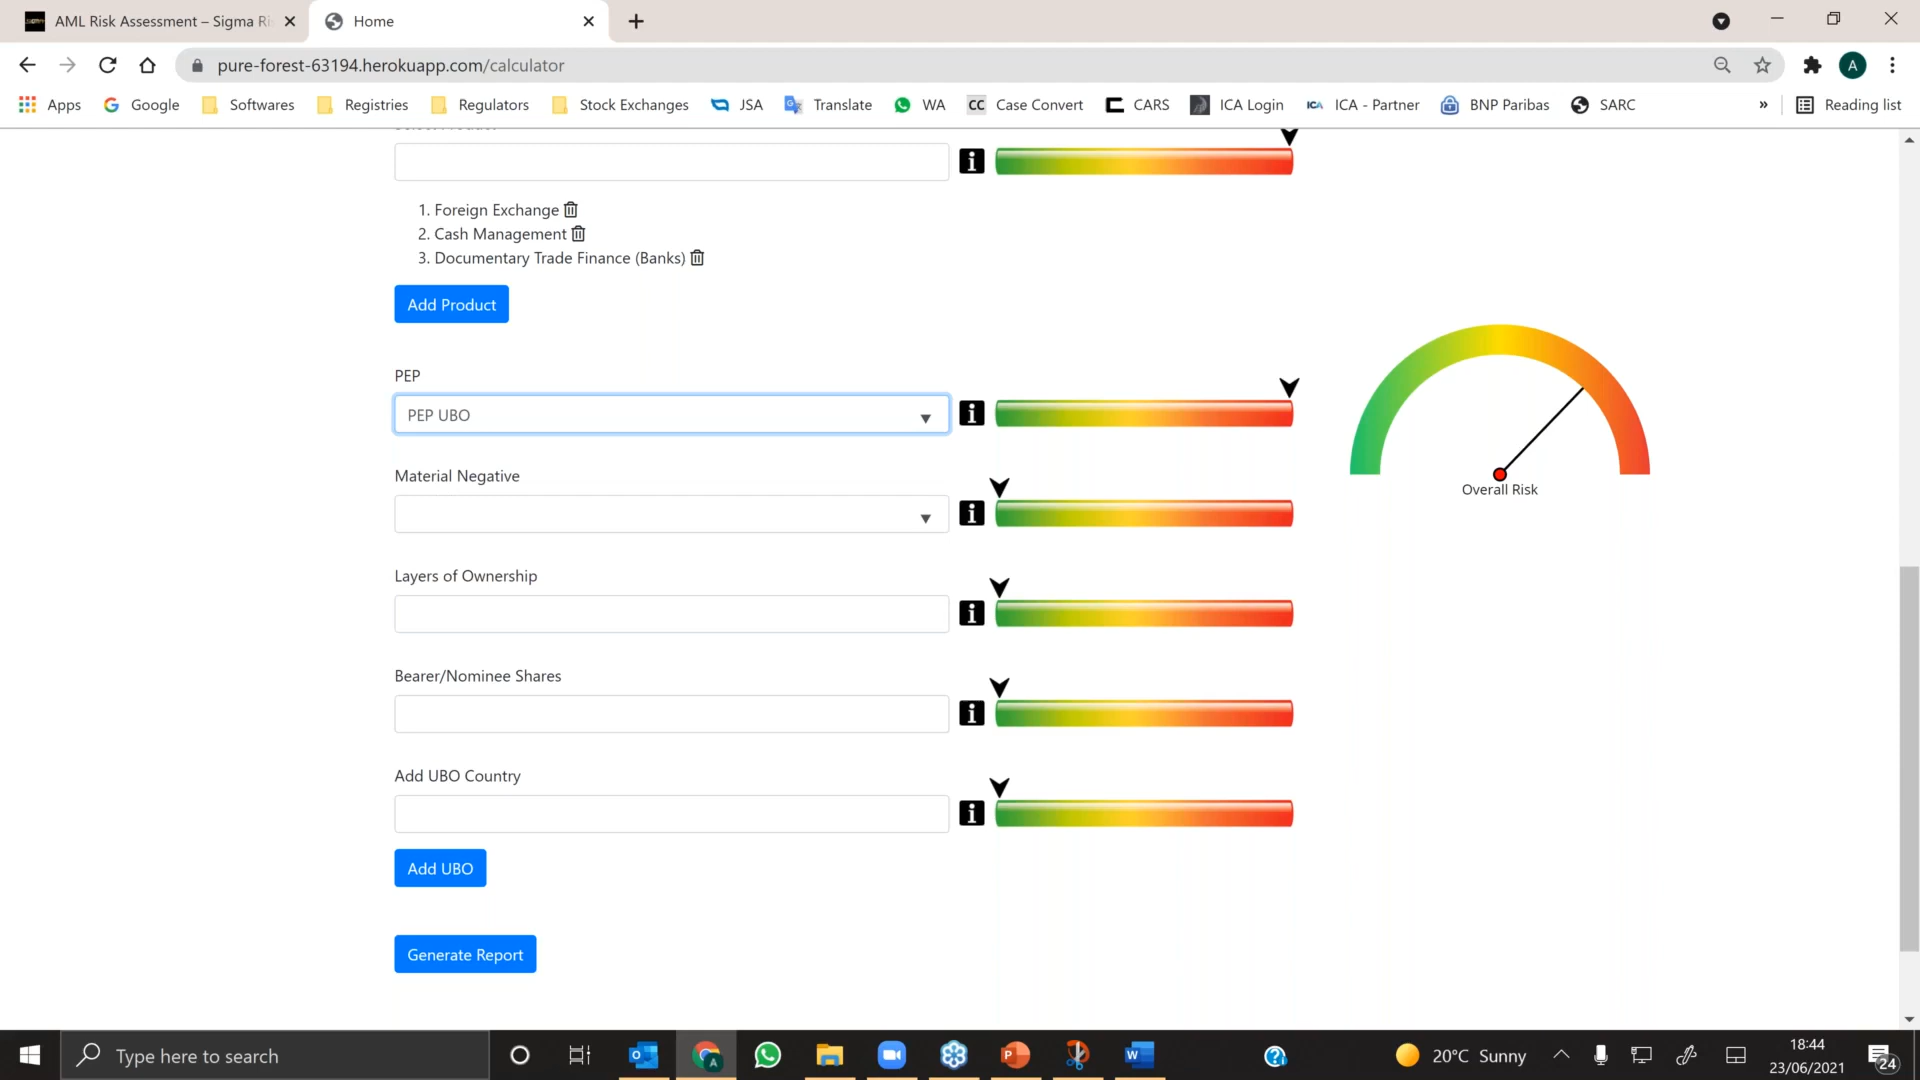 AML Risk Assessment – Sigma Ri
Home
pure-forest-63194.herokuapp.com/calculator
A
Apps
Google
Softwares
Registries
Regulators
Stock Exchanges
JSA
Translate
WA
CC Case Convert
CARS
ICA Login
ICA ICA - Partner
BNP Paribas
SARC
»
Reading list
1. Foreign Exchange
2. Cash Management
3. Documentary Trade Finance (Banks)
Add Product
PEP
PEP UBO
Material Negative
Overall Risk
Layers of Ownership
Bearer/Nominee Shares
Add UBO Country
Add UBO
Generate Report
Type here to search
20°C Sunny
18:44
23/06/2021
24